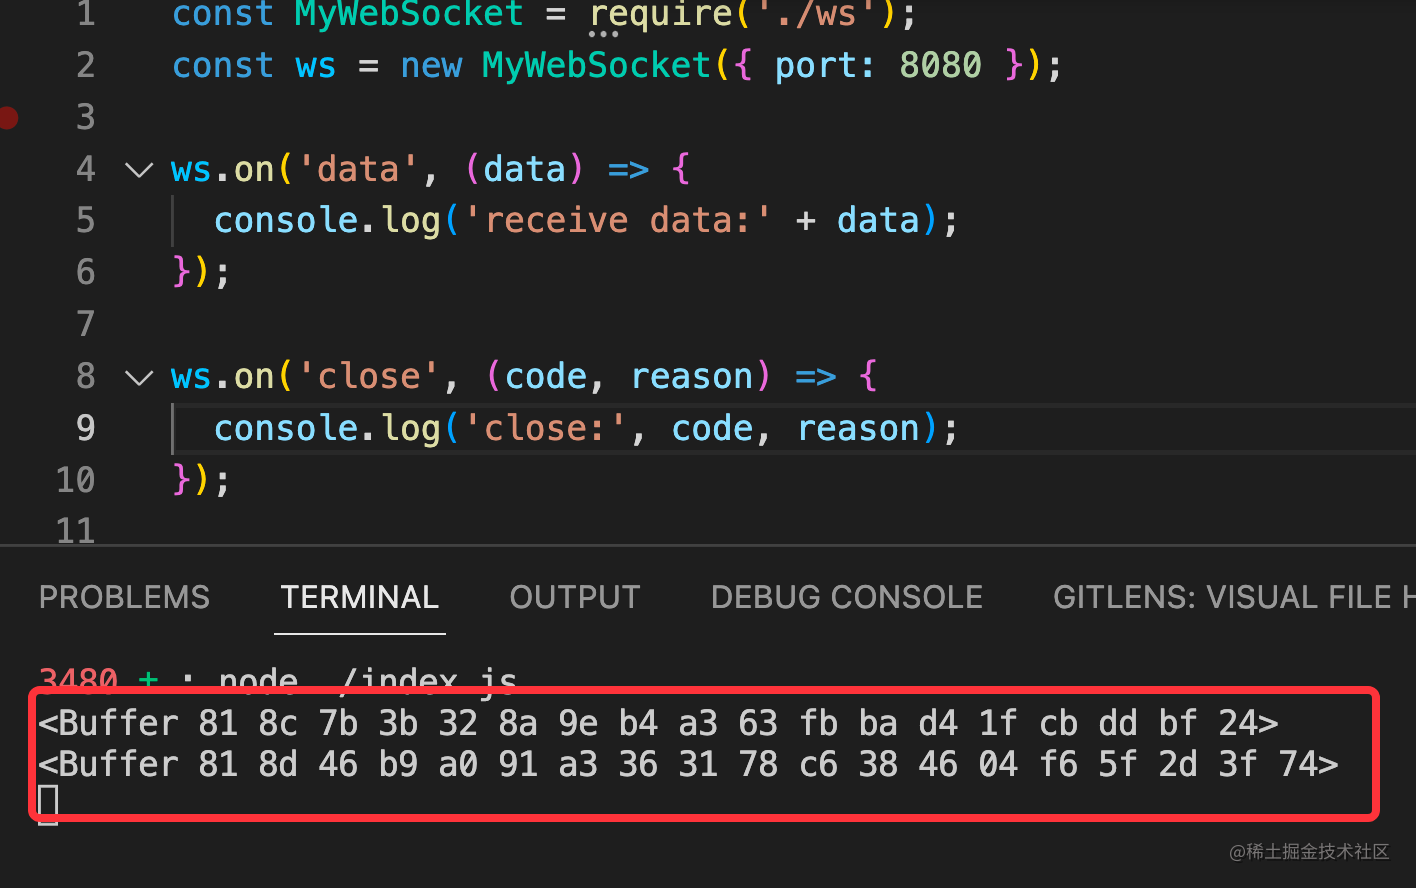 1 const MyWebSocket = require('./ws');
2 const ws = new MyWebSocket({ port: 8080 });
3
4 ws.on('data', (data) => {
5 console.log('receive data:' + data);
6 });
7
8 ws.on('close', (code, reason) => {
9 console.log('close:', code, reason);
10 });
11
PROBLEMS TERMINAL OUTPUT DEBUG CONSOLE GITLENS: VISUAL FILE H
3480 + : node ./index.js
<Buffer 81 8c 7b 3b 32 8a 9e b4 a3 63 fb ba d4 1f cb dd bf 24>
<Buffer 81 8d 46 b9 a0 91 a3 36 31 78 c6 38 46 04 f6 5f 2d 3f 74>
@稀土掘金技术社区